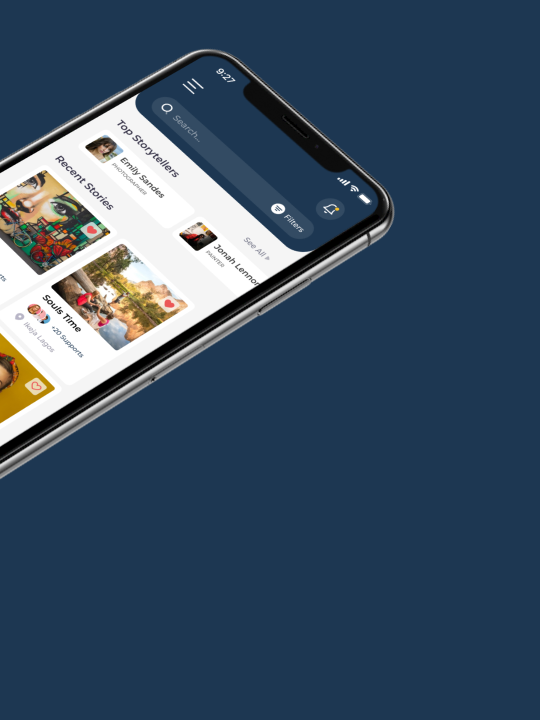 9:27
Search...
Filters
Top Storytellers
See All
Emily Sandes
PHOTOGRAPHER
Jonah Lennon
PAINTER
Recent Stories
Souls Time
+20 Supports
Ikeja Lagos